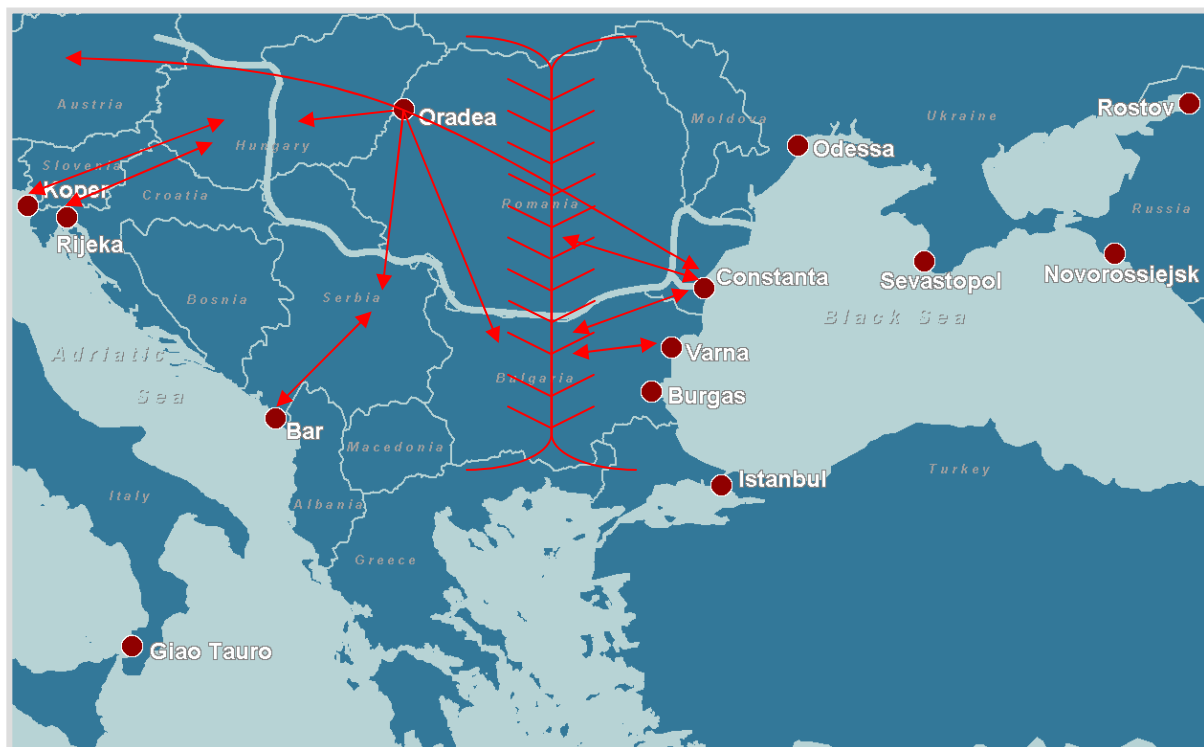 Austria
Oradea
Rostov
Ukraine
Moldova
Hungary
Odessa
Slovenia
Koper
Croatia
Romania
Russia
Rijeka
Constanta
Sevastopol
Novorossiejsk
Bosnia
Serbia
Black Sea
Adriatic
Sea
Varna
Bulgaria
Burgas
Bar
Macedonia
Istanbul
Turkey
Italy
Albania
Greece
Giao Tauro